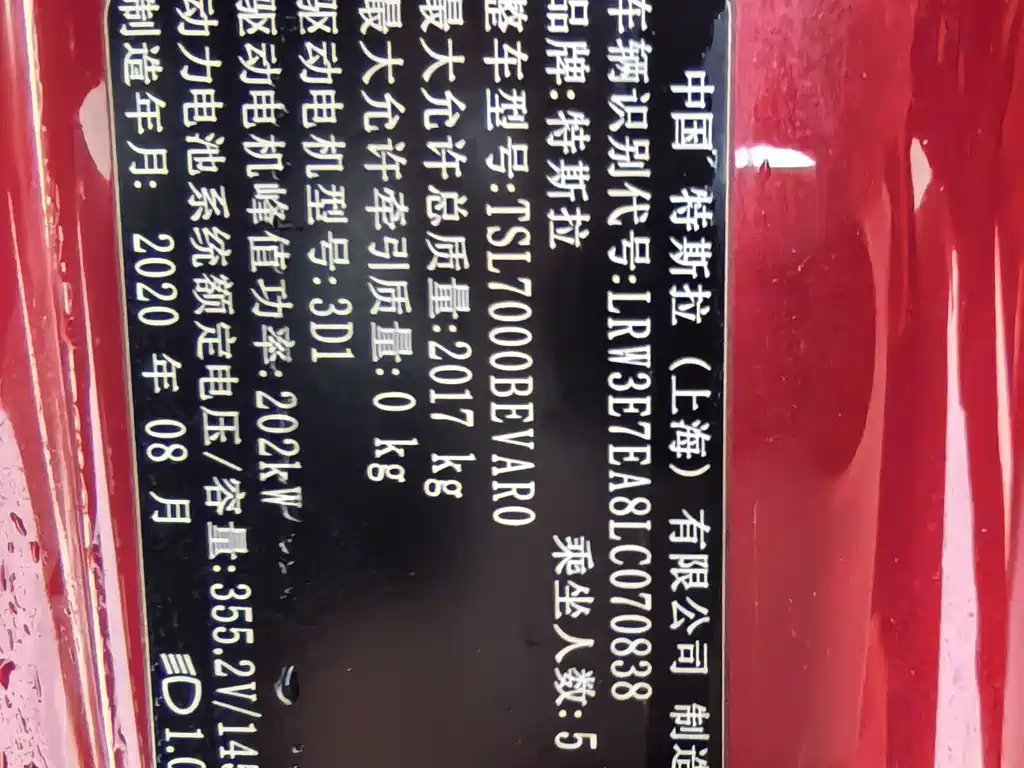 中国 特斯拉 (上海) 有限公司 制造
车辆识别代号:LRW3E7EA8LC070838
品牌:特斯拉 乘坐人数:5
整车型号:TSL7000BEVAR0
最大允许总质量:2017 kg
最大允许牵引质量: 0 kg
驱动电机型号:3D1
驱动电机峰值功率:202kW
动力电池系统额定电压/容量:355.2V/145
制造年月: 2020 年 08 月 1.0